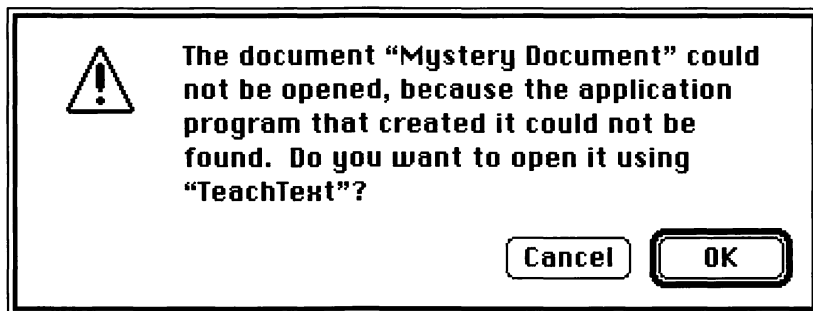 The document “Mystery Document” could
not be opened, because the application
program that created it could not be
found.  Do you want to open it using
“TeachText”?
Cancel
OK